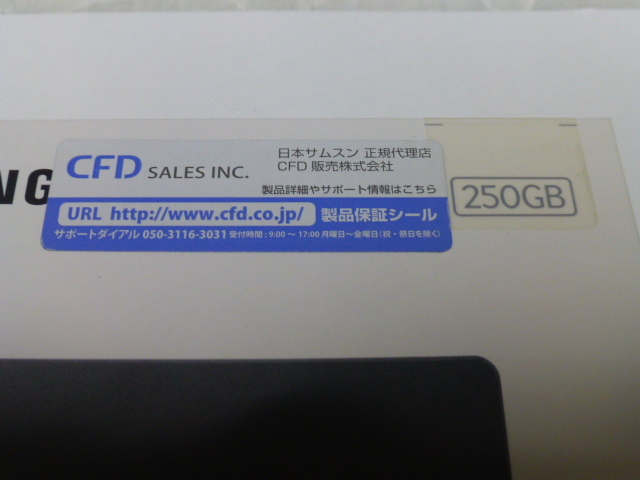 NG
CFD SALES INC.
日本サムスン 正規代理店
CFD 販売株式会社
製品詳細やサポート情報はこちら
URL http://www.cfd.co.jp/ 製品保証シール
サポートダイアル 050-3116-3031 受付時間:9:00 ~ 17:00 月曜日~金曜日(祝・祭日を除く)
250GB